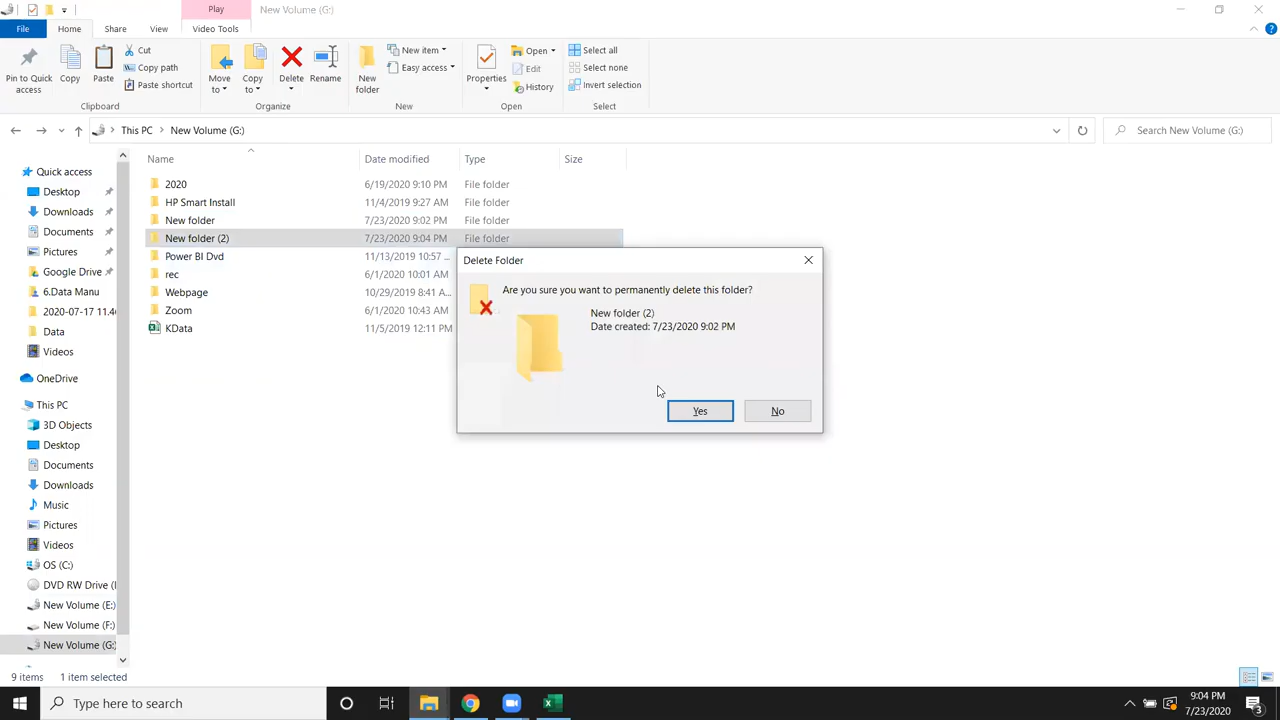 Play
New Volume (G:)
File
Home
Share
View
Video Tools
Pin to Quick access
Copy
Paste
Cut
Copy path
Paste shortcut
Clipboard
Move to
Copy to
Delete
Rename
Organize
New folder
New item
Easy access
New
Properties
Open
Edit
History
Open
Select all
Select none
Invert selection
Select
This PC
New Volume (G:)
Search New Volume (G:)
Name
Date modified
Type
Size
2020 6/19/2020 9:10 PM File folder
HP Smart Install 11/4/2019 9:27 AM File folder
New folder 7/23/2020 9:02 PM File folder
New folder (2) 7/23/2020 9:04 PM File folder
Power BI Dvd 11/13/2019 10:57 ...
rec 6/1/2020 10:01 AM
Webpage 10/29/2019 8:41 A...
Zoom 6/1/2020 10:43 AM
KData 11/5/2019 12:11 PM
Quick access
Desktop
Downloads
Documents
Pictures
Google Drive
6.Data Manu
2020-07-17 11.4
Data
Videos
OneDrive
This PC
3D Objects
Desktop
Documents
Downloads
Music
Pictures
Videos
OS (C:)
DVD RW Drive (
New Volume (E:)
New Volume (F:)
New Volume (G:)
Delete Folder
Are you sure you want to permanently delete this folder?
New folder (2)
Date created: 7/23/2020 9:02 PM
Yes
No
9 items
1 item selected
Type here to search
9:04 PM
7/23/2020
3